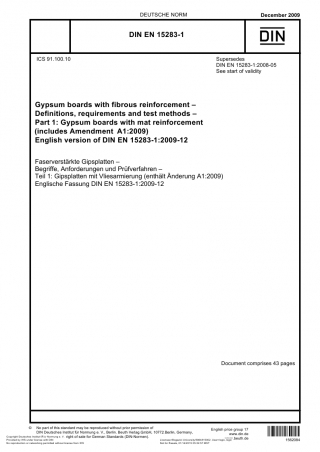 DEUTSCHE NORM
December 2009
DIN EN 15283-1
DIN
ICS 91.100.10
Supersedes
DIN EN 15283-1:2008-05
See start of validity
Gypsum boards with fibrous reinforcement –
Definitions, requirements and test methods –
Part 1: Gypsum boards with mat reinforcement
(includes Amendment A1:2009)
English version of DIN EN 15283-1:2009-12
Faserverstärkte Gipsplatten –
Begriffe, Anforderungen und Prüfverfahren –
Teil 1: Gipsplatten mit Vliesarmierung (enthält Änderung A1:2009)
Englische Fassung DIN EN 15283-1:2009-12
Document comprises 43 pages
© No part of this standard may be reproduced without prior permission of
DIN Deutsches Institut für Normung e. V., Berlin. Beuth Verlag GmbH, 10772 Berlin, Germany,
right of sale for German Standards (DIN-Normen).
English price group 17
www.din.de
beuth.de